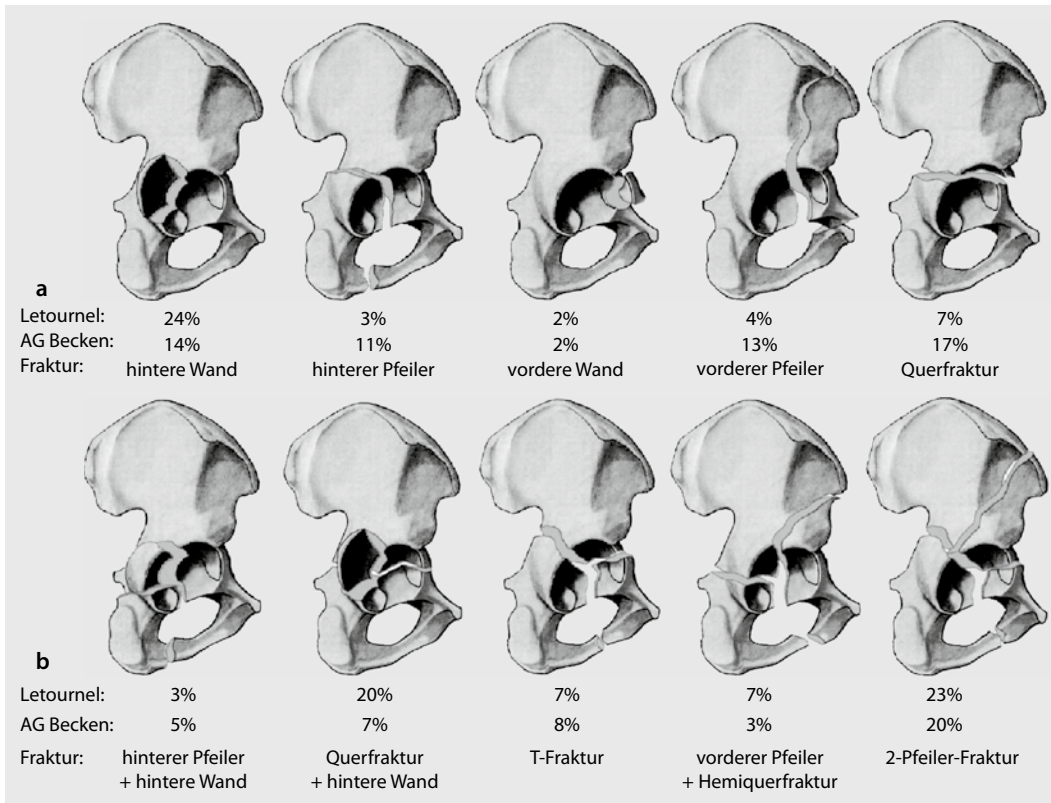 a
Letournel: 24% 3% 2% 4% 7%
AG Becken: 14% 11% 2% 13% 17%
Fraktur: hintere Wand hinterer Pfeiler vordere Wand vorderer Pfeiler Querfraktur
b
Letournel: 3% 20% 7% 7% 23%
AG Becken: 5% 7% 8% 3% 20%
Fraktur: hinterer Pfeiler Querfraktur T-Fraktur vorderer Pfeiler 2-Pfeiler-Fraktur
+ hintere Wand + hintere Wand + Hemiquerfraktur